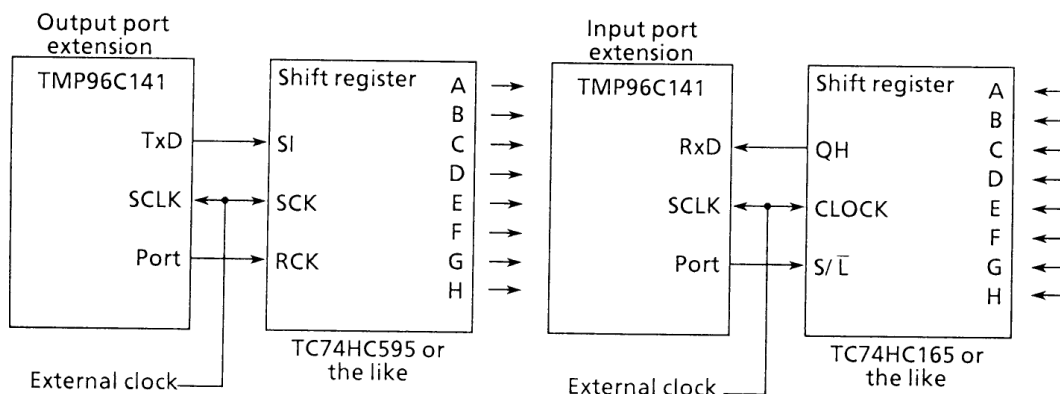 Output port
extension
TMP96C141
TxD
SCLK
Port
Shift register
SI
SCK
RCK
A
B
C
D
E
F
G
H
TC74HC595 or
the like
External clock
Input port
extension
TMP96C141
RxD
SCLK
Port
Shift register
QH
CLOCK
S/L̅
A
B
C
D
E
F
G
H
TC74HC165 or
the like
External clock